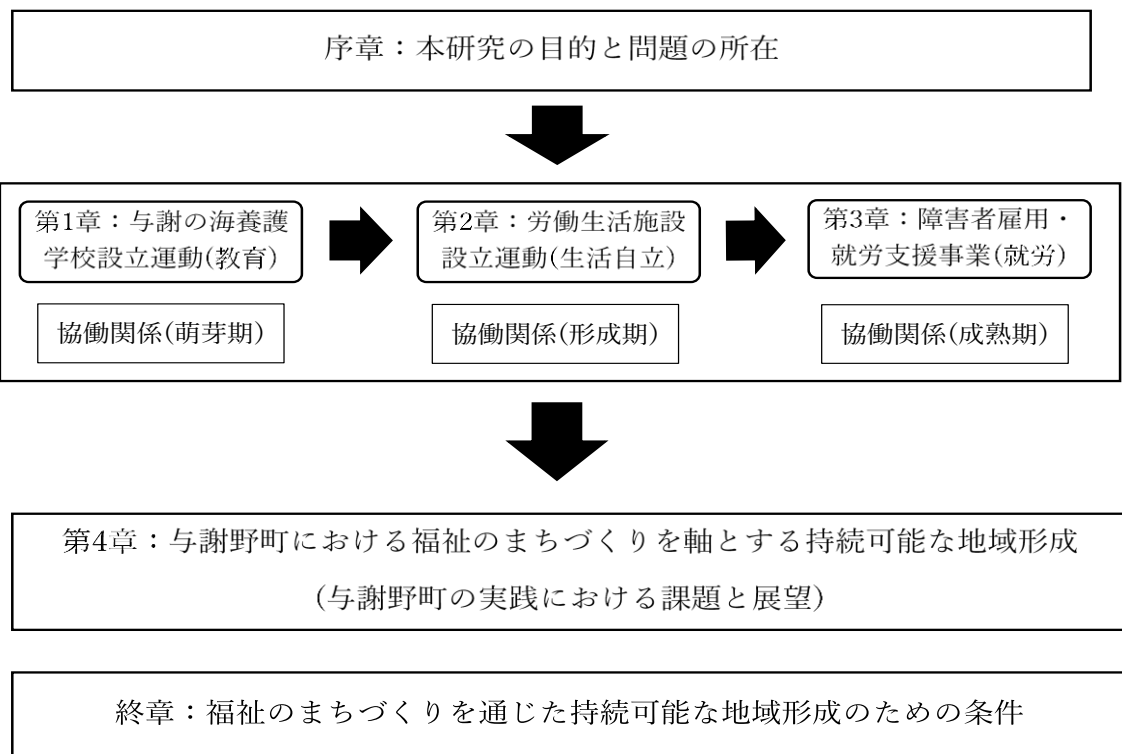 序章：本研究の目的と問題の所在
第1章：与謝の海養護
学校設立運動(教育)
第2章：労働生活施設
設立運動(生活自立)
第3章：障害者雇用・
就労支援事業(就労)
協働関係(萌芽期)
協働関係(形成期)
協働関係(成熟期)
第4章：与謝野町における福祉のまちづくりを軸とする持続可能な地域形成
(与謝野町の実践における課題と展望)
終章：福祉のまちづくりを通じた持続可能な地域形成のための条件